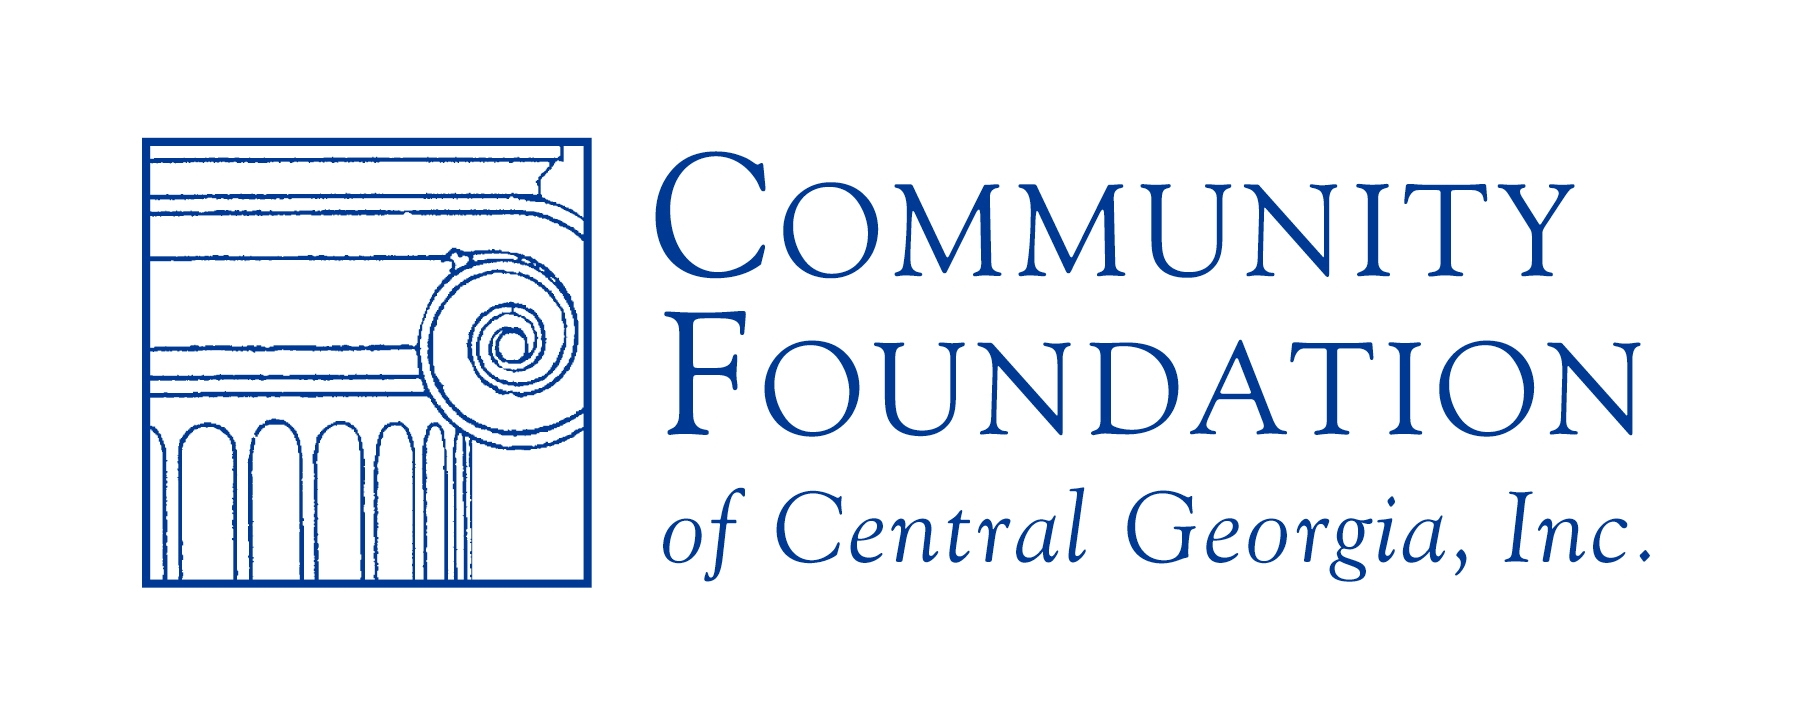 COMMUNITY
FOUNDATION
of Central Georgia, Inc.